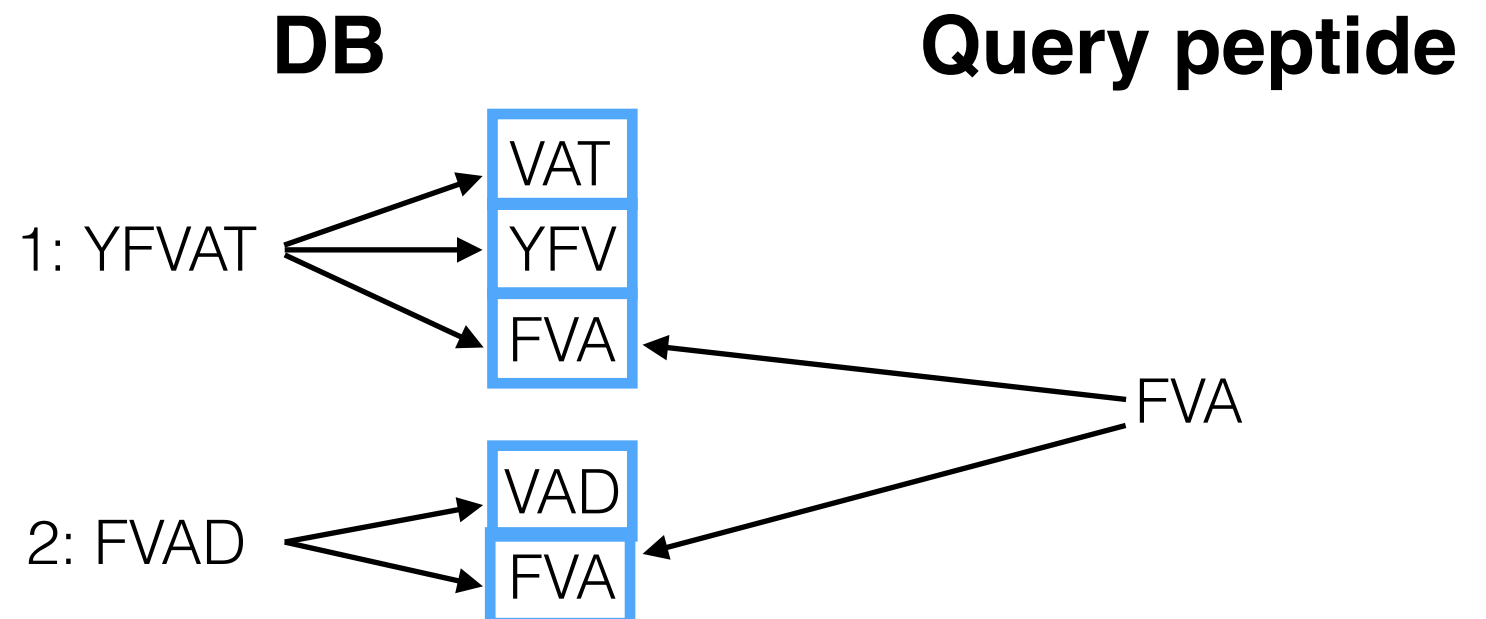 DB
Query peptide
VAT
1: YFVAT
YFV
FVA
FVA
VAD
2: FVAD
FVA